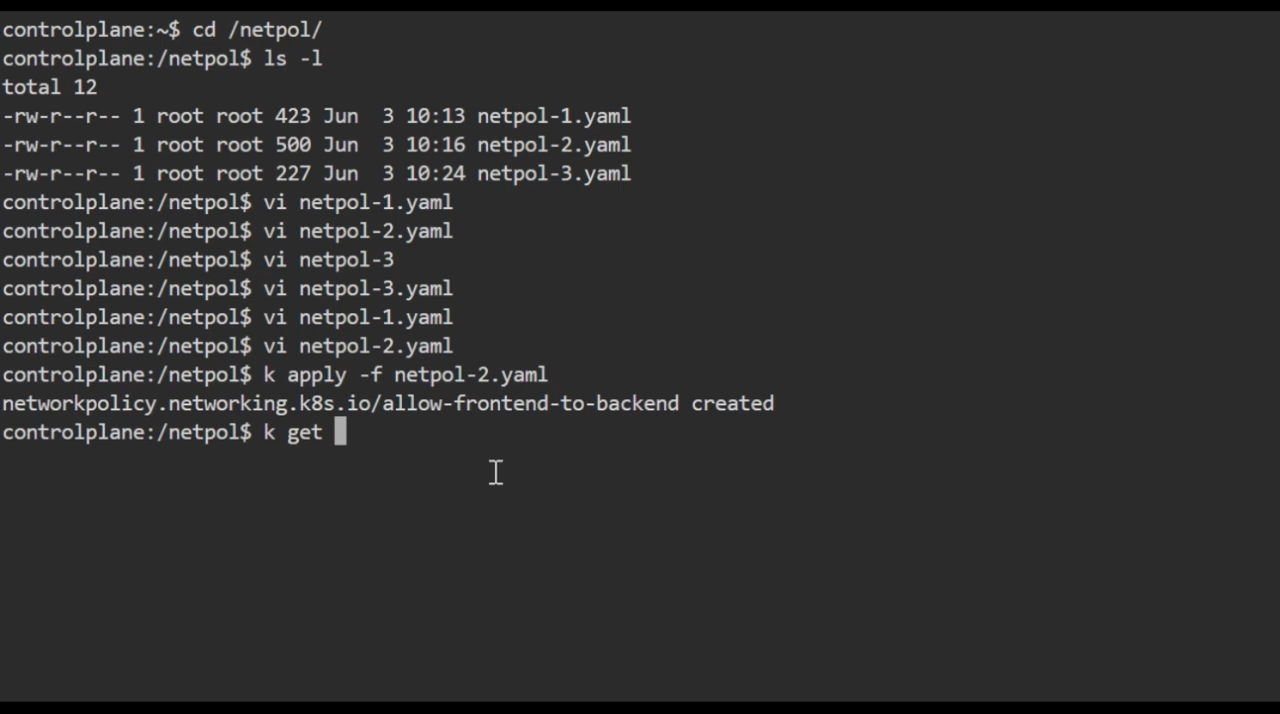 controlplane:~$ cd /netpol/
controlplane:/netpol$ ls -l
total 12
-rw-r--r-- 1 root root 423 Jun  3 10:13 netpol-1.yaml
-rw-r--r-- 1 root root 500 Jun  3 10:16 netpol-2.yaml
-rw-r--r-- 1 root root 227 Jun  3 10:24 netpol-3.yaml
controlplane:/netpol$ vi netpol-1.yaml
controlplane:/netpol$ vi netpol-2.yaml
controlplane:/netpol$ vi netpol-3
controlplane:/netpol$ vi netpol-3.yaml
controlplane:/netpol$ vi netpol-1.yaml
controlplane:/netpol$ vi netpol-2.yaml
controlplane:/netpol$ k apply -f netpol-2.yaml
networkpolicy.networking.k8s.io/allow-frontend-to-backend created
controlplane:/netpol$ k get